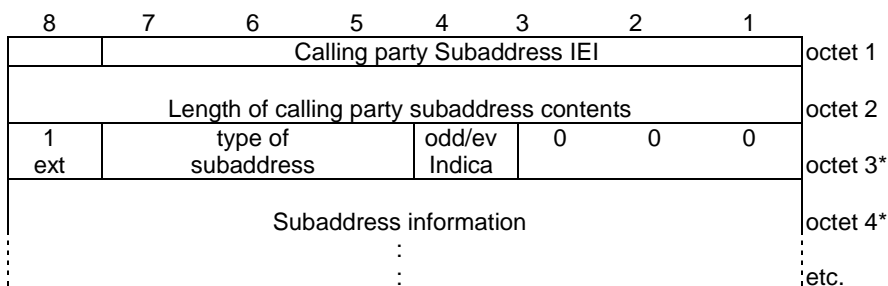 8 7 6 5 4 3 2 1
Calling party Subaddress IEI octet 1
Length of calling party subaddress contents octet 2
1 type of odd/ev 0 0 0
ext subaddress Indica octet 3*
Subaddress information octet 4*
:
: etc.